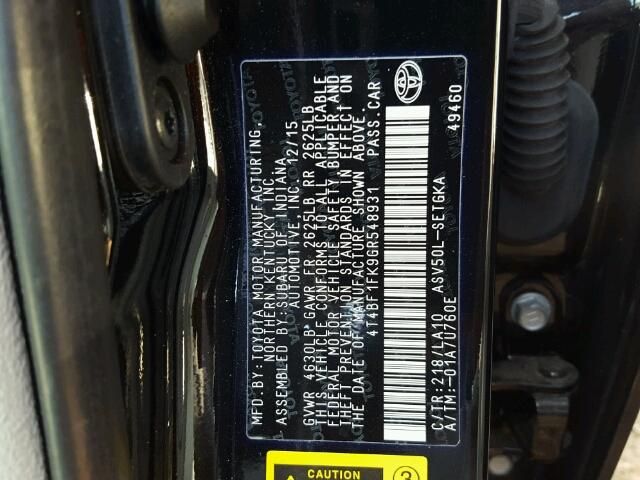 MFD. BY: TOYOTA MOTOR MANUFACTURING,
NORTHERN KENTUCKY, INC.
ASSEMBLED BY: SUBARU OF INDIANA
AUTOMOTIVE, INC. 12/15
GVWR 4680LB GAWR FR 2625LB RR 2625LB
THIS VEHICLE CONFORMS TO ALL APPLICABLE
FEDERAL MOTOR VEHICLE SAFETY, BUMPER AND
THEFT PREVENTION STANDARDS IN EFFECT ON
THE DATE OF MANUFACTURE SHOWN ABOVE.
4T4BF1FK9GR548931 PASS.CAR
C/TR:218/LA10 ASV50L-SETGKA
A/TM:-01A/U760E 49460
CAUTION 3